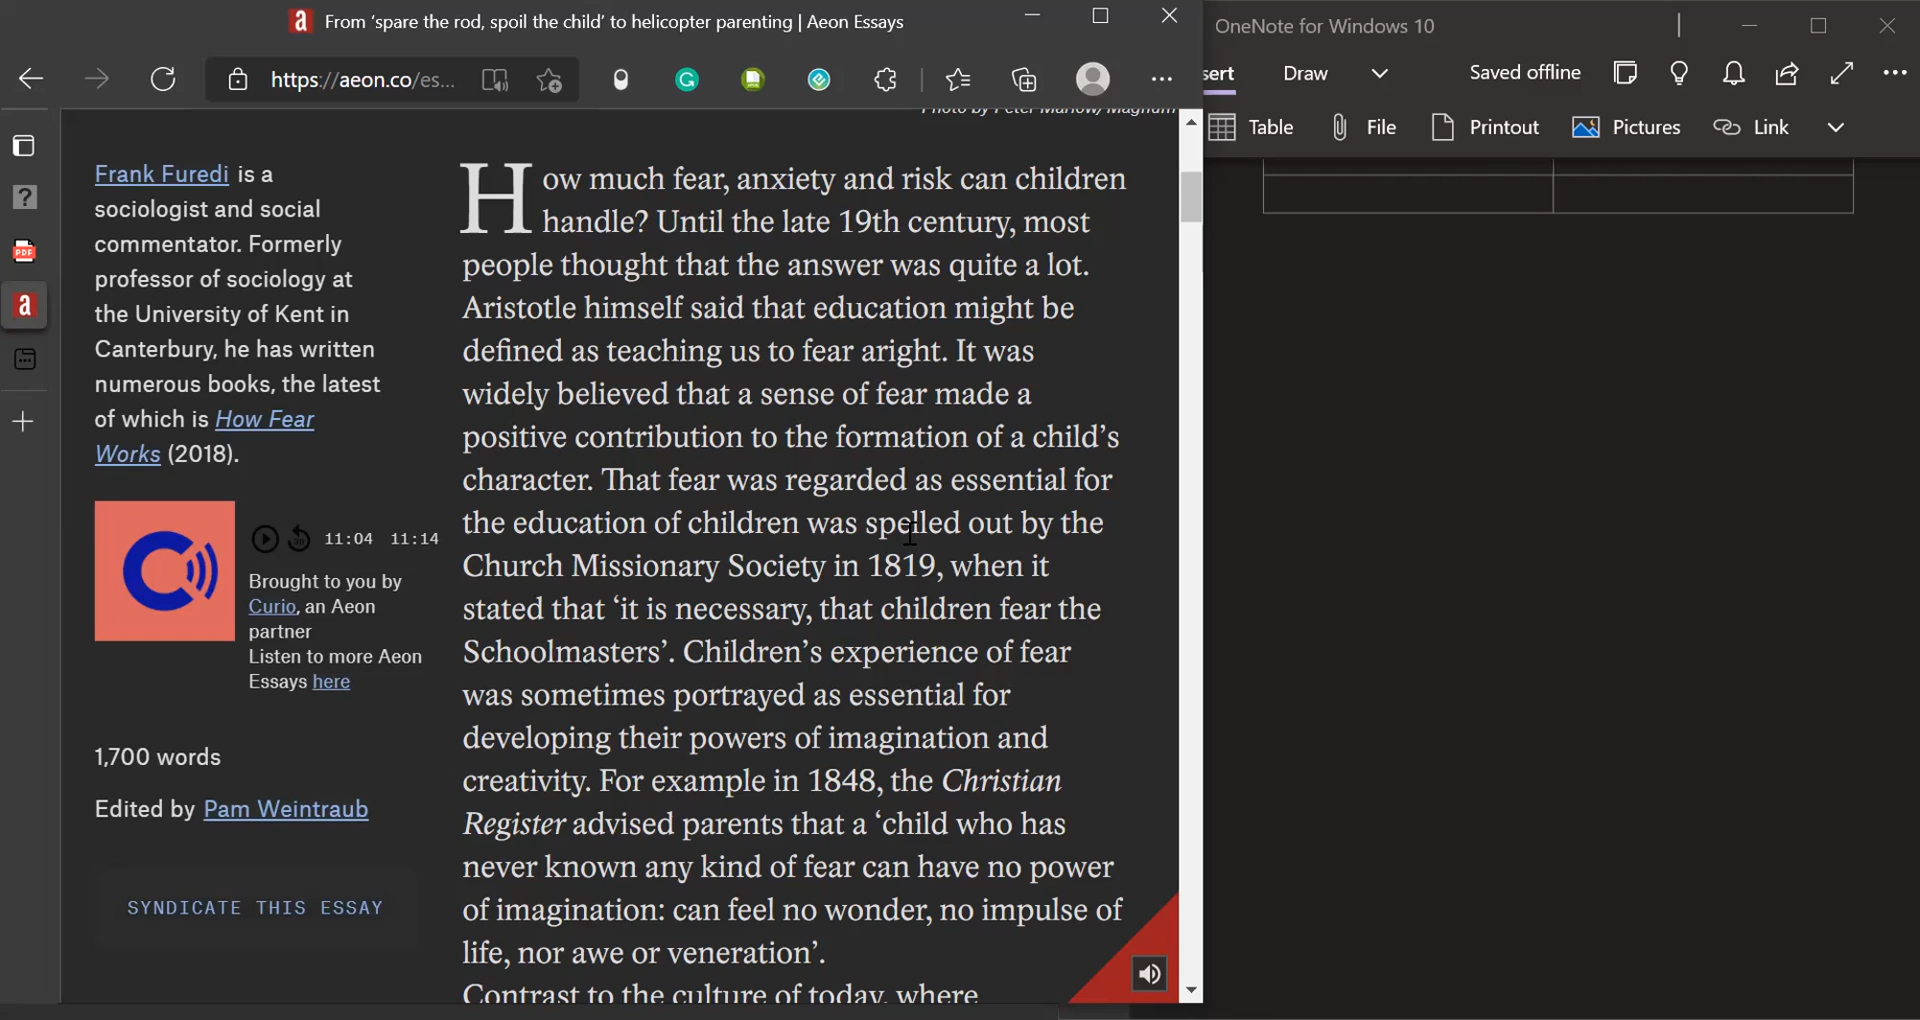 From ‘spare the rod, spoil the child’ to helicopter parenting | Aeon Essays
https://aeon.co/es...
OneNote for Windows 10
sert
Draw
Saved offline
Table
File
Printout
Pictures
Link
Photo by Peter Marlow/Magnum
Frank Furedi is a
sociologist and social
commentator. Formerly
professor of sociology at
the University of Kent in
Canterbury, he has written
numerous books, the latest
of which is How Fear
Works (2018).
11:04 11:14
Brought to you by
Curio, an Aeon
partner
Listen to more Aeon
Essays here
1,700 words
Edited by Pam Weintraub
SYNDICATE THIS ESSAY
How much fear, anxiety and risk can children
handle? Until the late 19th century, most
people thought that the answer was quite a lot.
Aristotle himself said that education might be
defined as teaching us to fear aright. It was
widely believed that a sense of fear made a
positive contribution to the formation of a child’s
character. That fear was regarded as essential for
the education of children was spelled out by the
Church Missionary Society in 1819, when it
stated that ‘it is necessary, that children fear the
Schoolmasters’. Children’s experience of fear
was sometimes portrayed as essential for
developing their powers of imagination and
creativity. For example in 1848, the Christian
Register advised parents that a ‘child who has
never known any kind of fear can have no power
of imagination: can feel no wonder, no impulse of
life, nor awe or veneration’.
Contrast to the culture of today, where